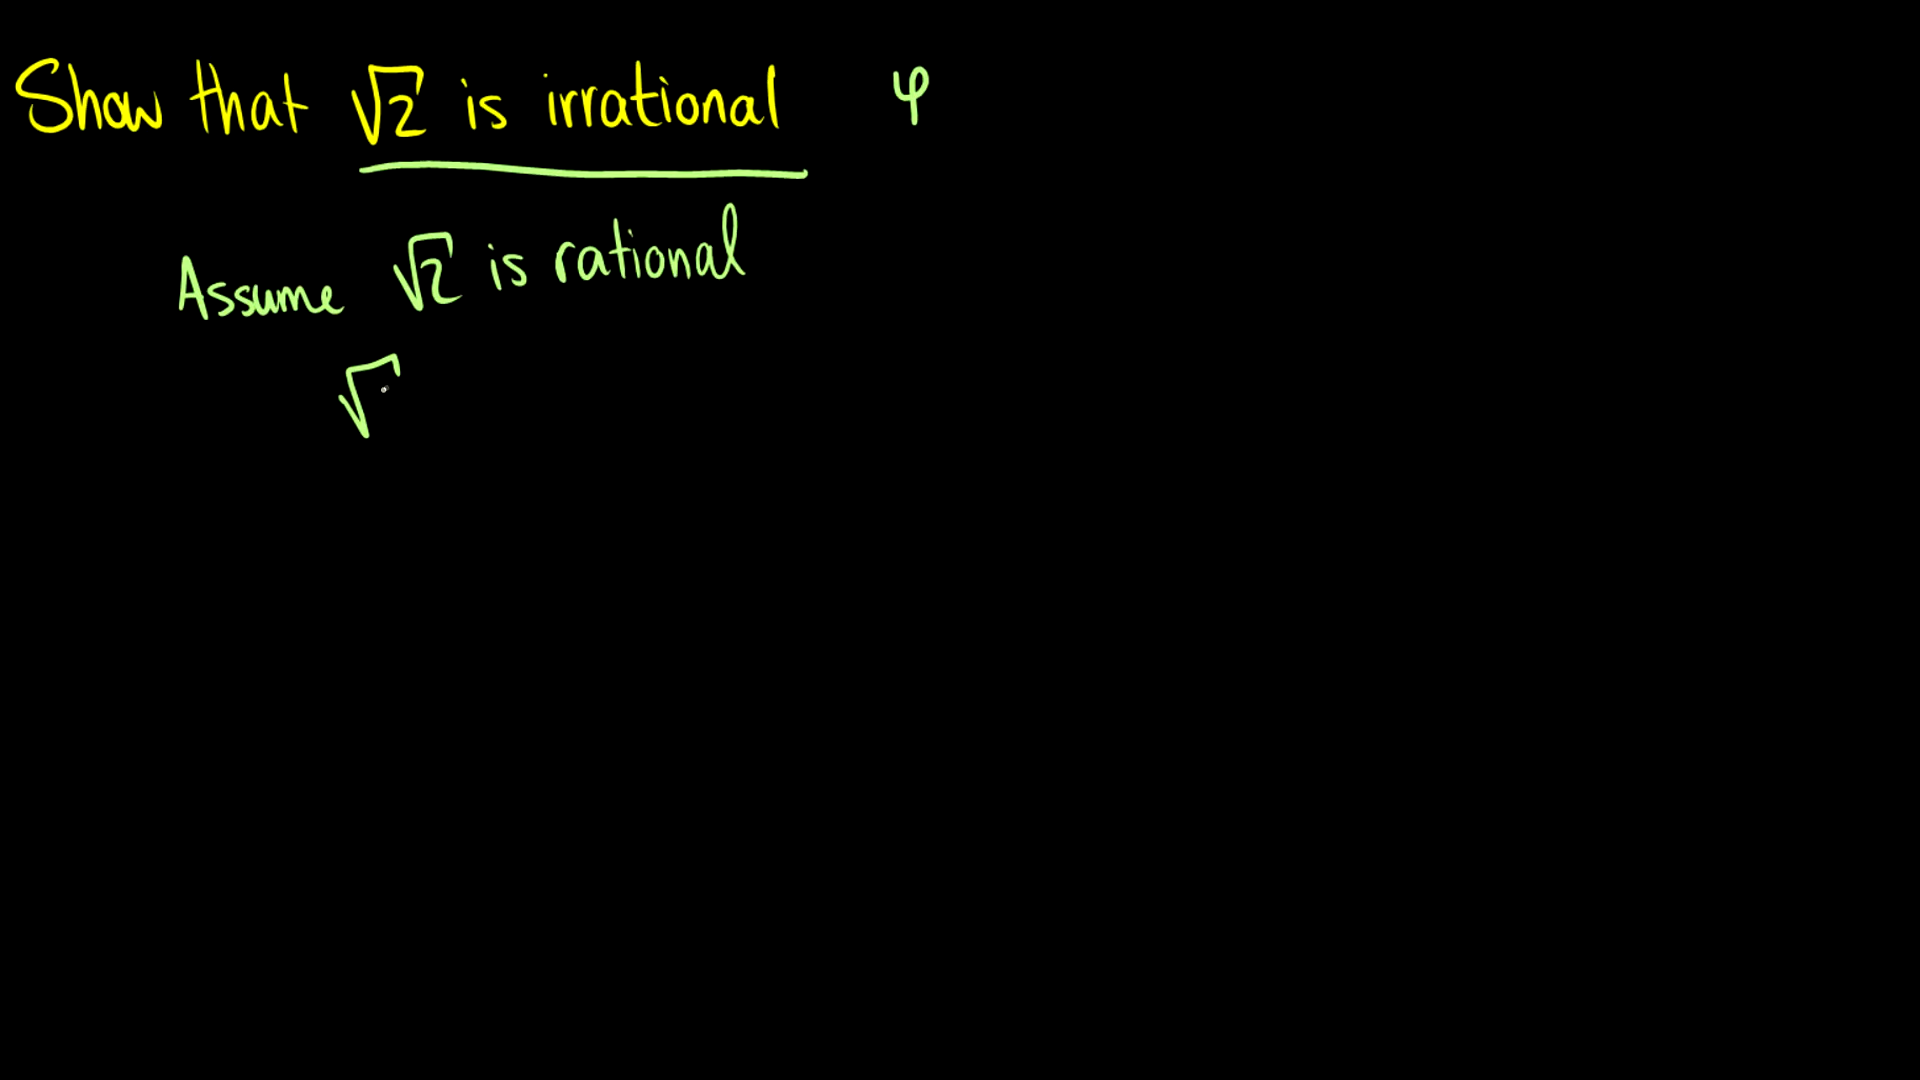 Show that √2 is irrational φ
Assume √2 is rational
√